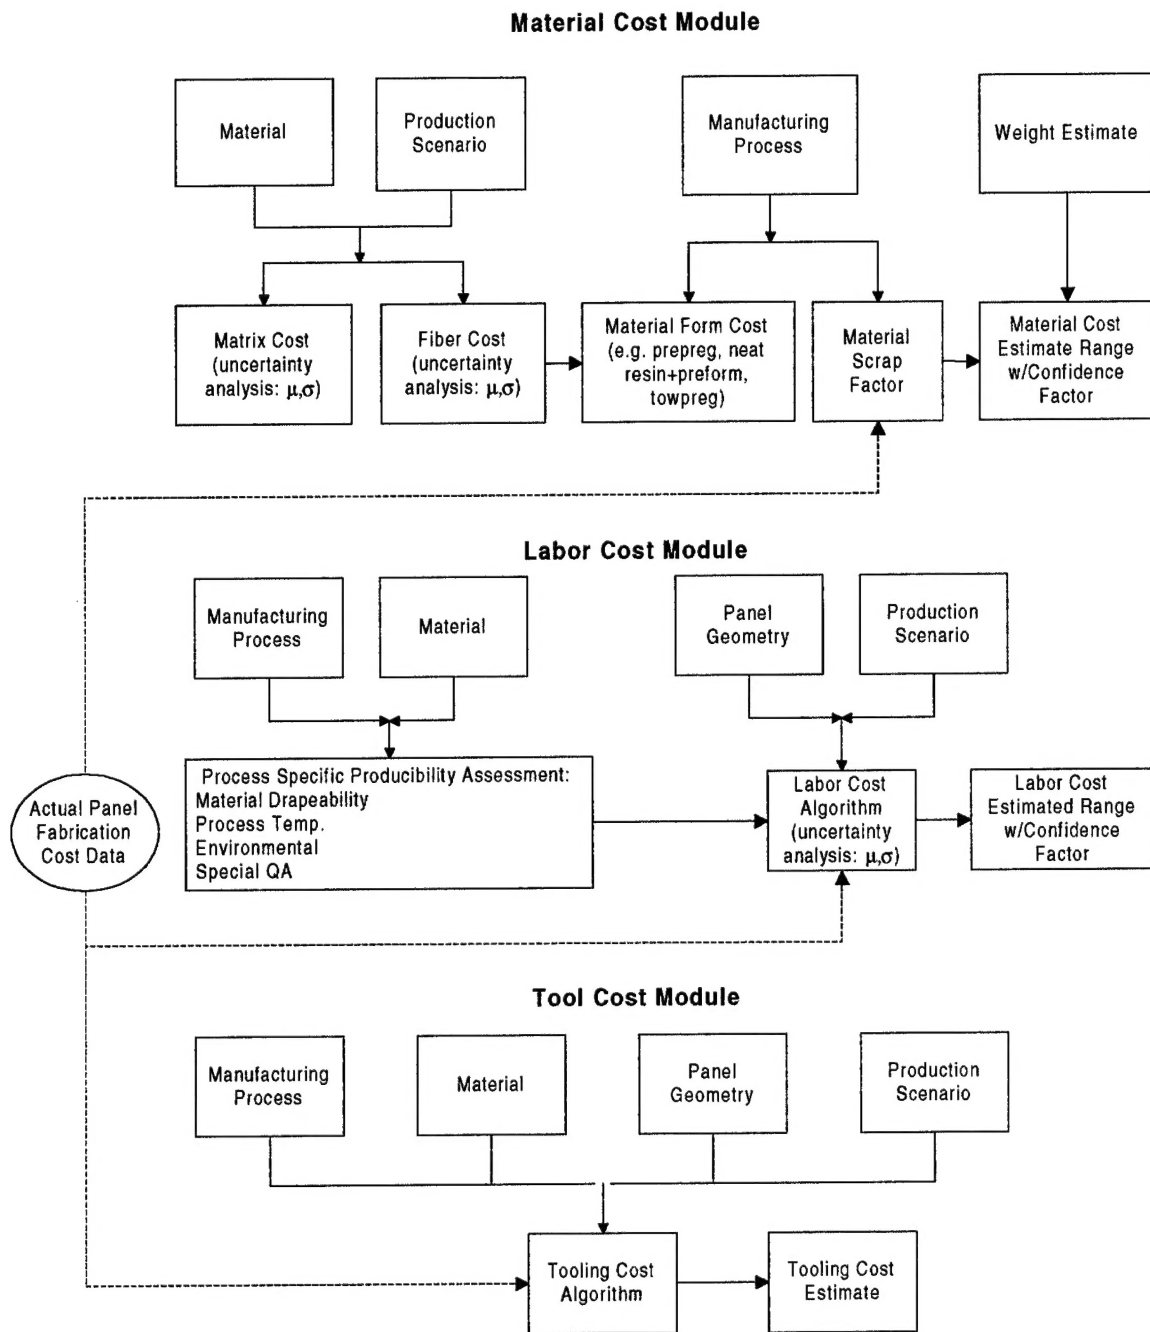 Material Cost Module
Material
Production
Scenario
Manufacturing
Process
Weight Estimate
Matrix Cost
(uncertainty
analysis: μ,σ)
Fiber Cost
(uncertainty
analysis: μ,σ)
Material Form Cost
(e.g. prepreg, neat
resin+preform,
towpreg)
Material
Scrap
Factor
Material Cost
Estimate Range
w/Confidence
Factor
Labor Cost Module
Manufacturing
Process
Material
Panel
Geometry
Production
Scenario
Actual Panel
Fabrication
Cost Data
Process Specific Producibility Assessment:
Material Drapeability
Process Temp.
Environmental
Special QA
Labor Cost
Algorithm
(uncertainty
analysis: μ,σ)
Labor Cost
Estimated Range
w/Confidence
Factor
Tool Cost Module
Manufacturing
Process
Material
Panel
Geometry
Production
Scenario
Tooling Cost
Algorithm
Tooling Cost
Estimate